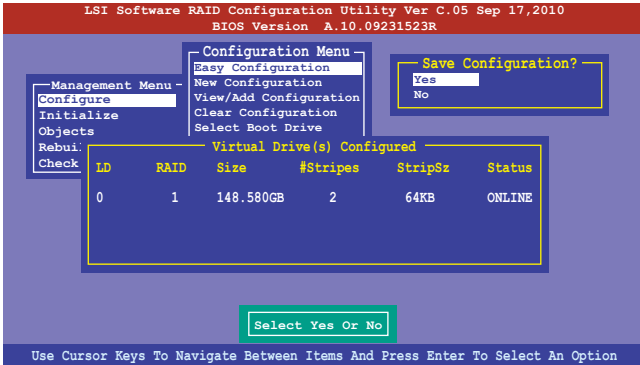 LSI Software RAID Configuration Utility Ver C.05 Sep 17,2010
BIOS Version A.10.09231523R
Configuration Menu
Easy Configuration
New Configuration
View/Add Configuration
Clear Configuration
Select Boot Drive
Save Configuration?
Yes
No
Management Menu
Configure
Initialize
Objects
Check
Virtual Drive(s) Configured
LD RAID Size #Stripes StripSz Status
0 1 148.580GB 2 64KB ONLINE
Select Yes Or No
Use Cursor Keys To Navigate Between Items And Press Enter To Select An Option